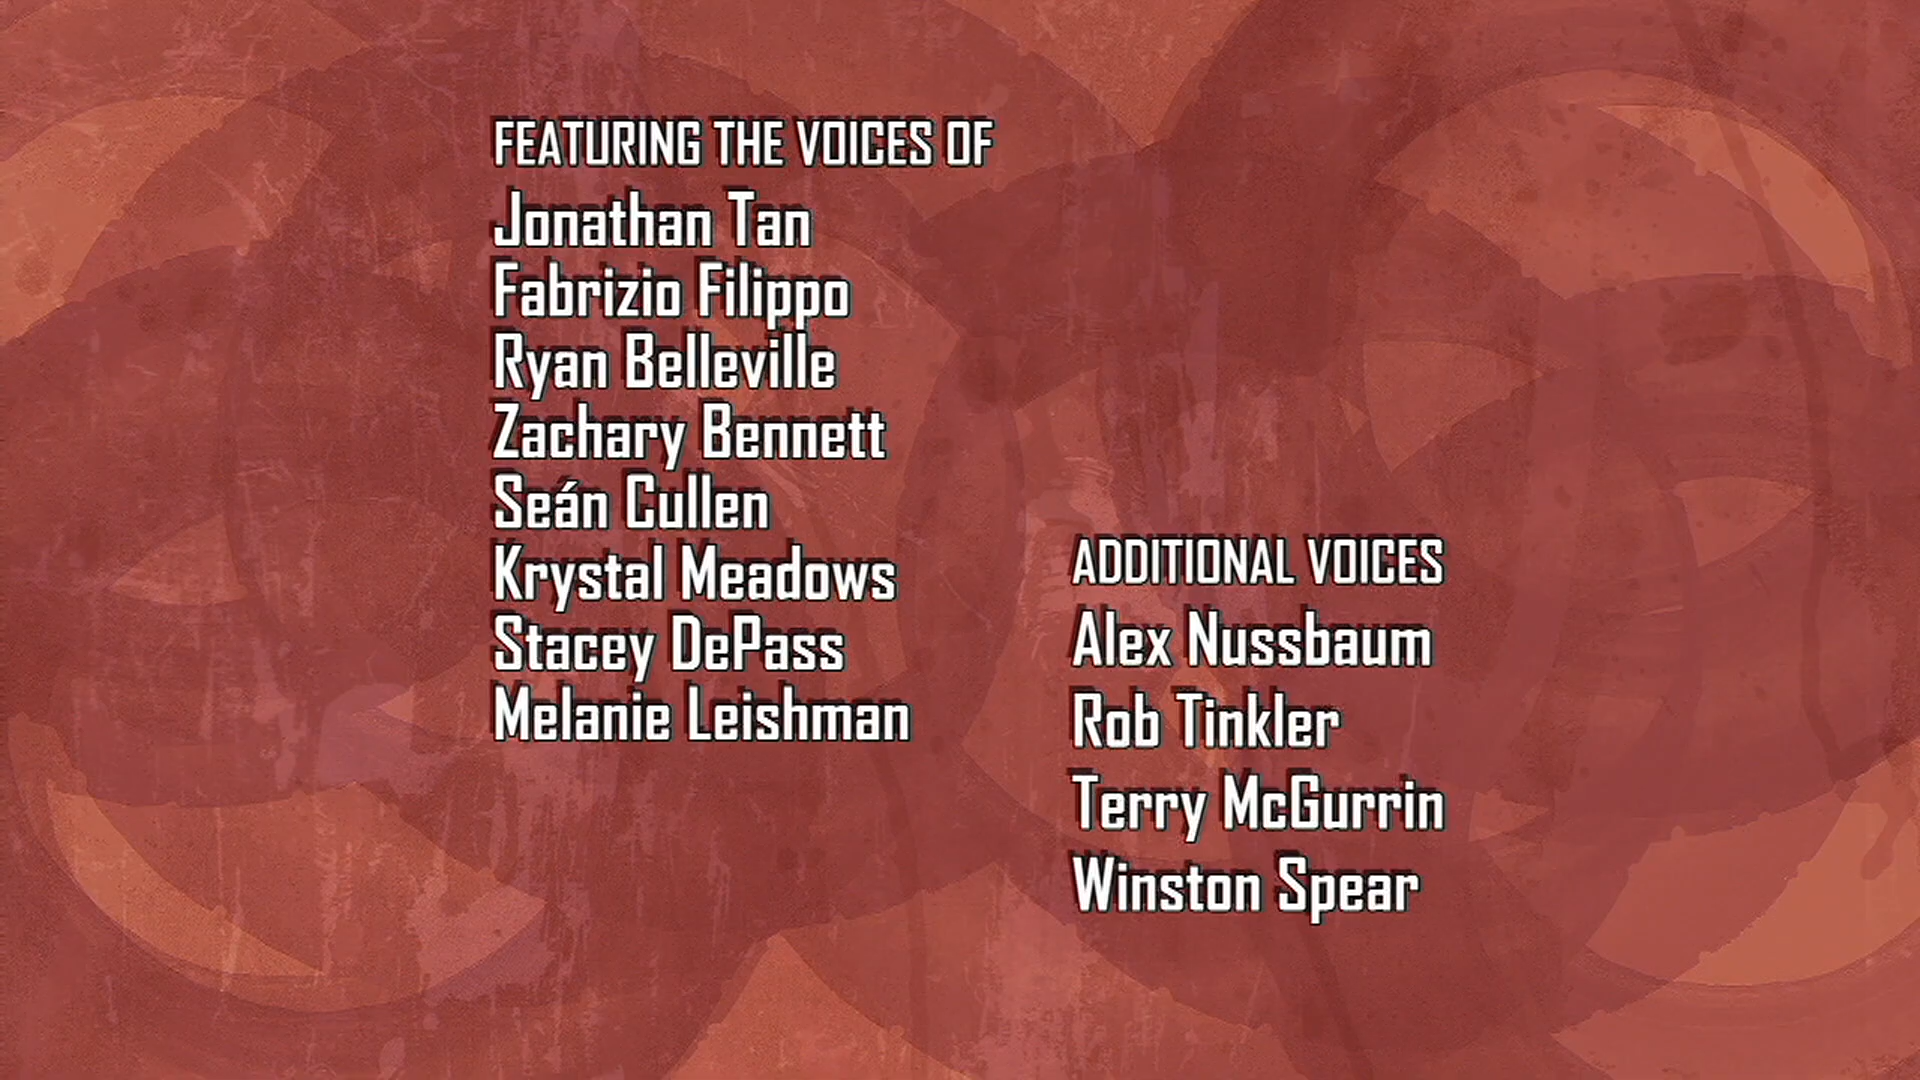 FEATURING THE VOICES OF
Jonathan Tan
Fabrizio Filippo
Ryan Belleville
Zachary Bennett
Seán Cullen
Krystal Meadows
Stacey DePass
Melanie Leishman
ADDITIONAL VOICES
Alex Nussbaum
Rob Tinkler
Terry McGurrin
Winston Spear